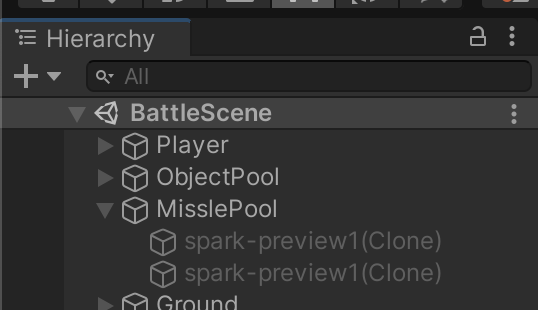 Hierarchy
All
BattleScene
Player
ObjectPool
MisslePool
spark-preview1(Clone)
spark-preview1(Clone)
Ground